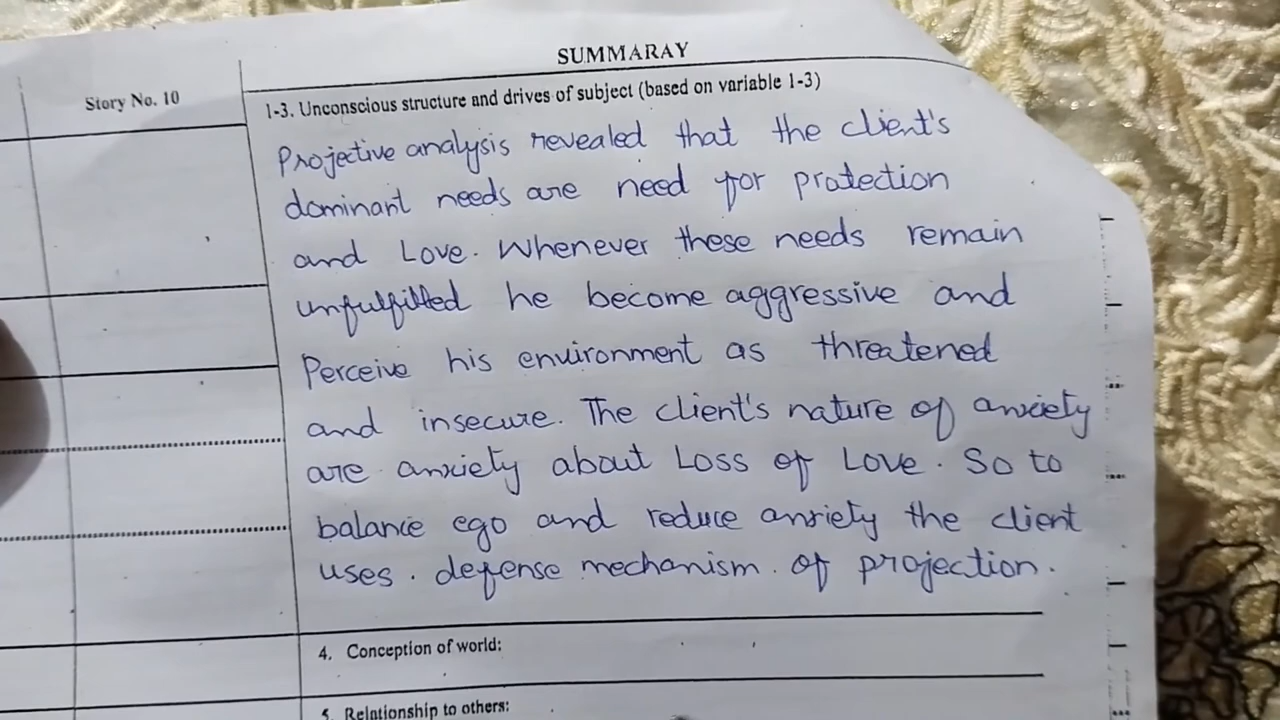 SUMMARAY
Story No. 10
1-3. Unconscious structure and drives of subject (based on variable 1-3)
Projective analysis revealed that the client's
dominant needs are need for protection
and Love. Whenever these needs remain
unfulfilled he become aggressive and
Perceive his environment as threatened
and insecure. The client's nature of anxiety
are anxiety about Loss of Love. So to
balance ego and reduce anxiety the client
uses. defense mechanism. of projection.
4. Conception of world:
5. Relationship to others: